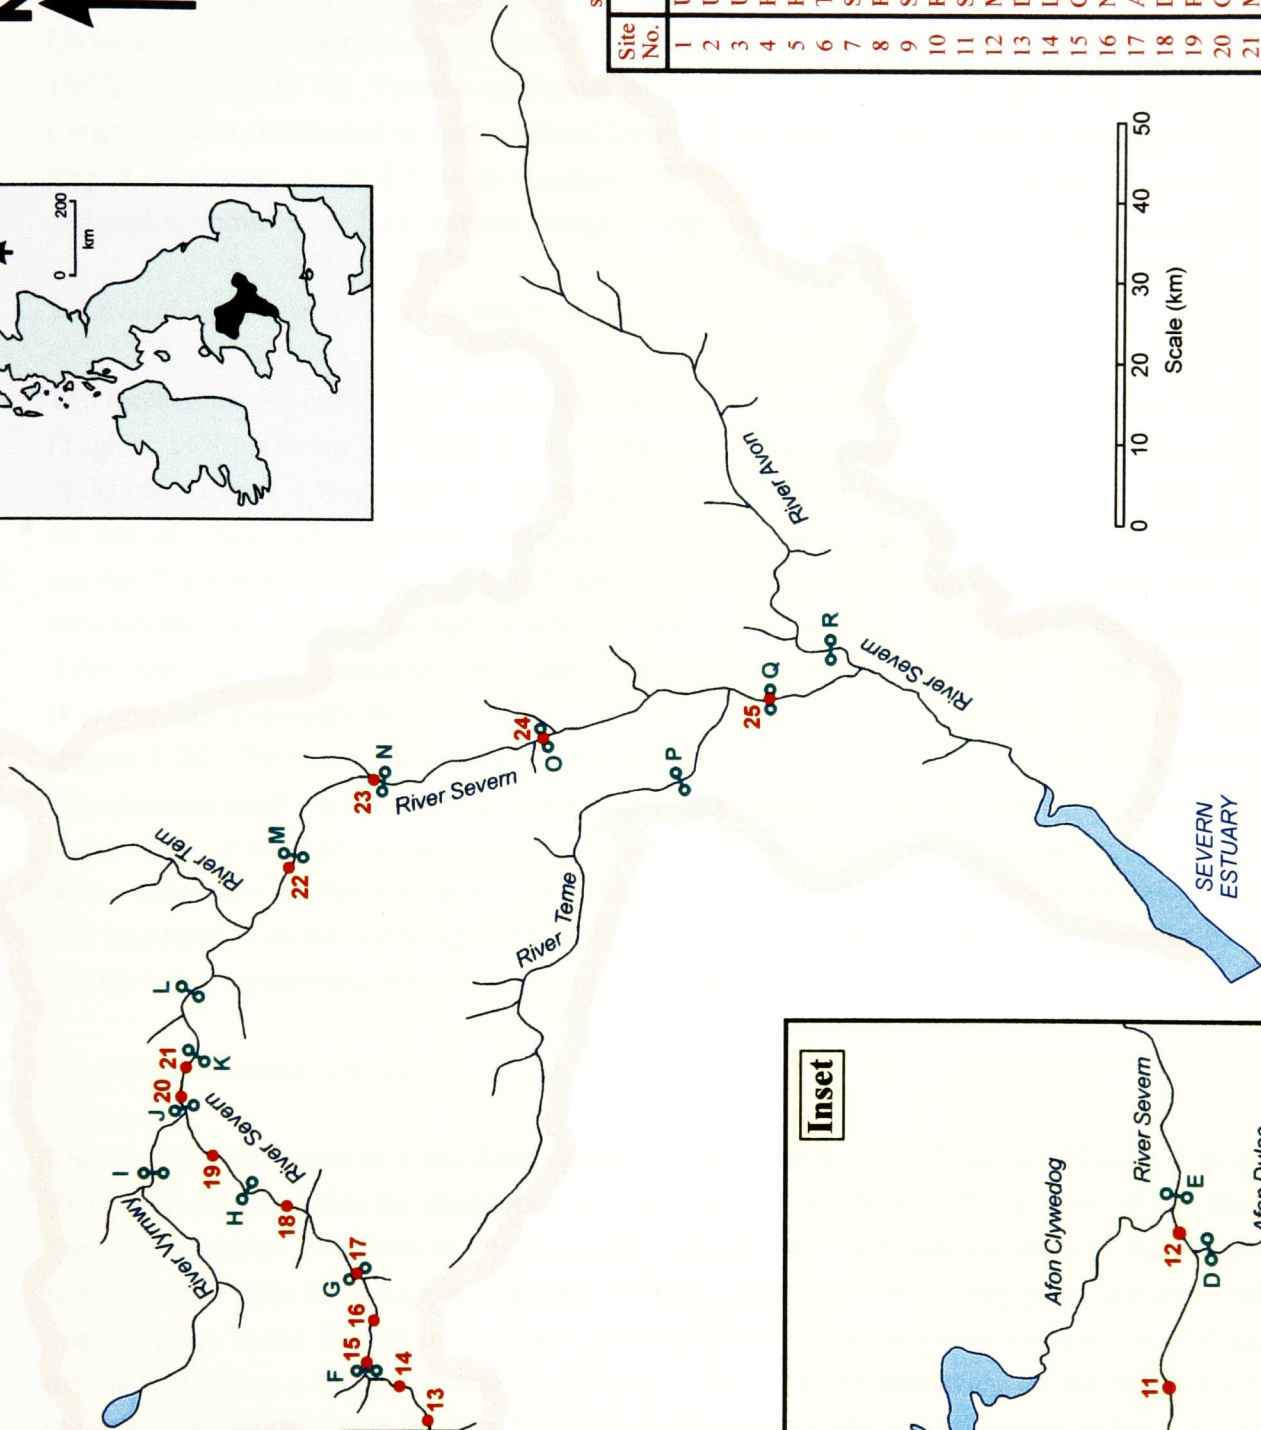 N
0 200
km
Site
No.
1
2
3
4
5
6
7
8
9
10
11
12
13
14
15
16
17
18
19
20
21
0 10 20 30 40 50
Scale (km)
River Avon
River Severn
SEVERN
ESTUARY
River Severn
River Teme
River Tern
River Severn
River Vyrnwy
13
14
15
16
17
18
19
20
21
22
23
24
25
F
G
H
I
J
K
L
M
N
O
P
Q
R
Inset
River Severn
Afon Clywedog
E
12
D
11